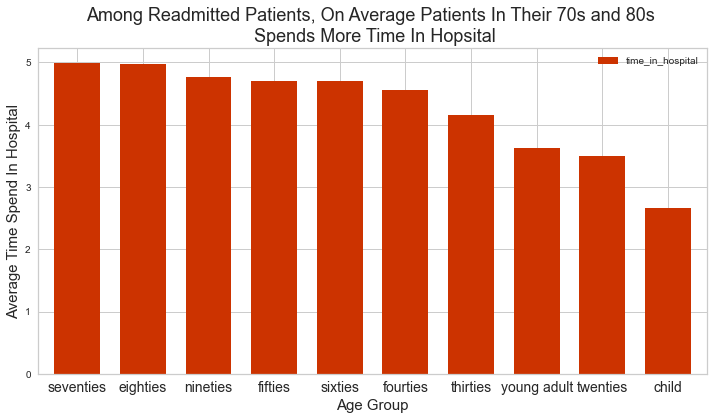 Among Readmitted Patients, On Average Patients In Their 70s and 80s
Spends More Time In Hopsital
time_in_hospital
Average Time Spend In Hospital
5
4
3
2
1
0
seventies eighties nineties fifties sixties fourties thirties young adult twenties child
Age Group